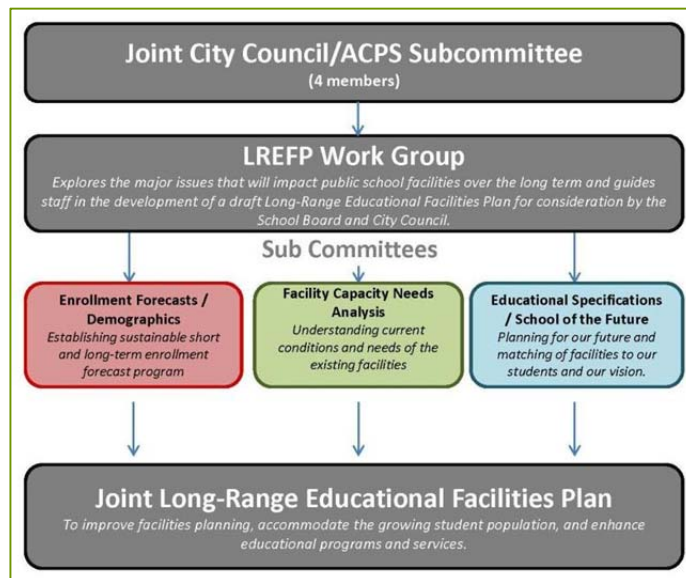 Joint City Council/ACPS Subcommittee
(4 members)
LREFP Work Group
Explores the major issues that will impact public school facilities over the long term and guides
staff in the development of a draft Long-Range Educational Facilities Plan for consideration by the
School Board and City Council.
Sub Committees
Enrollment Forecasts /
Demographics
Establishing sustainable short
and long-term enrollment
forecast program
Facility Capacity Needs
Analysis
Understanding current
conditions and needs of the
existing facilities
Educational Specifications
/ School of the Future
Planning for our future and
matching of facilities to our
students and our vision.
Joint Long-Range Educational Facilities Plan
To improve facilities planning, accommodate the growing student population, and enhance
educational programs and services.